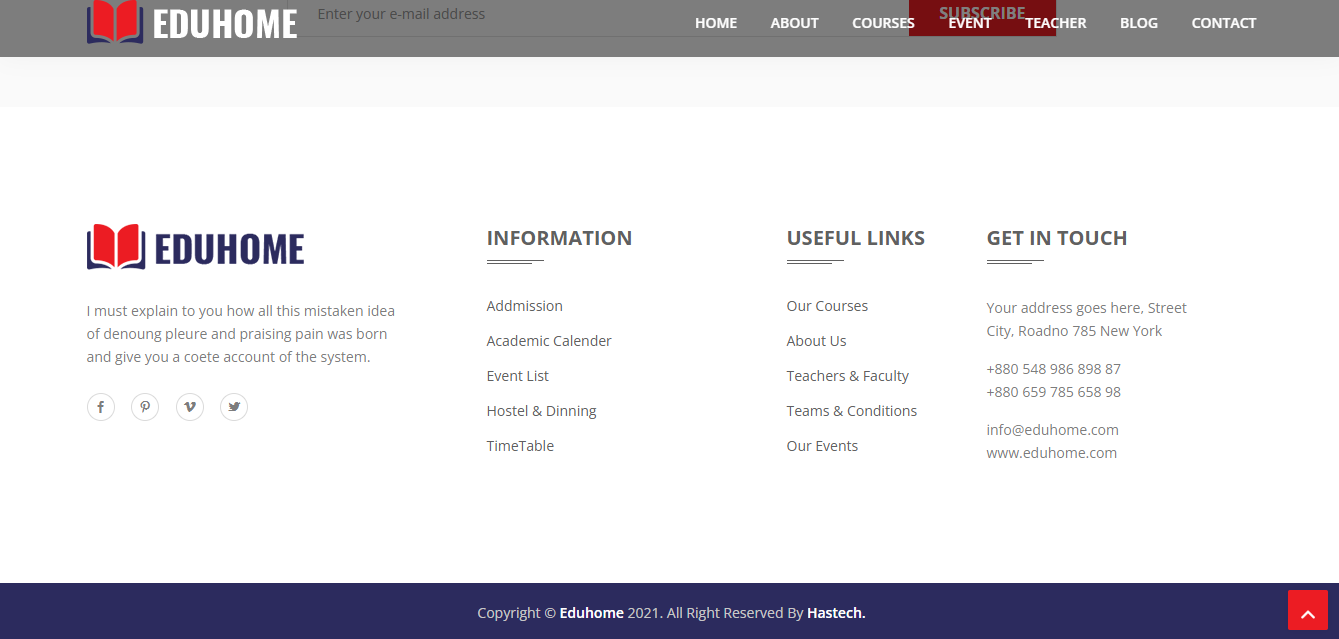 EDUHOME
Enter your e-mail address
SUBSCRIBE
HOME ABOUT COURSES EVENT TEACHER BLOG CONTACT
EDUHOME
I must explain to you how all this mistaken idea
of denoung pleure and praising pain was born
and give you a coete account of the system.
INFORMATION
Addmission
Academic Calender
Event List
Hostel & Dinning
TimeTable
USEFUL LINKS
Our Courses
About Us
Teachers & Faculty
Teams & Conditions
Our Events
GET IN TOUCH
Your address goes here, Street
City, Roadno 785 New York
+880 548 986 898 87
+880 659 785 658 98
info@eduhome.com
www.eduhome.com
Copyright © Eduhome 2021. All Right Reserved By Hastech.